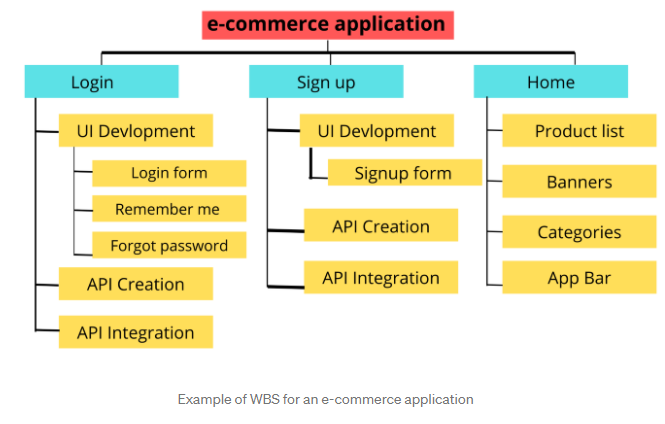 e-commerce application
Login
UI Devlopment
Login form
Remember me
Forgot password
API Creation
API Integration
Sign up
UI Devlopment
Signup form
API Creation
API Integration
Home
Product list
Banners
Categories
App Bar
Example of WBS for an e-commerce application